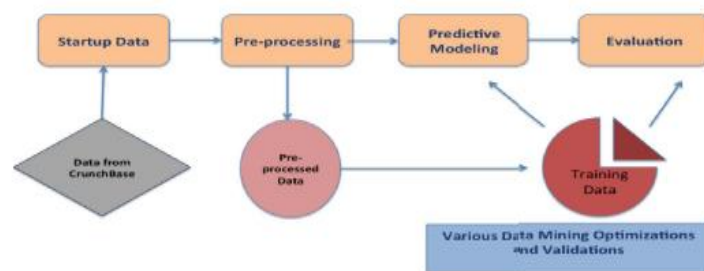 Startup Data
Pre-processing
Predictive
Modeling
Evaluation
Data from
CrunchBase
Pre-
processed
Data
Training
Data
Various Data Mining Optimizations
and Validations